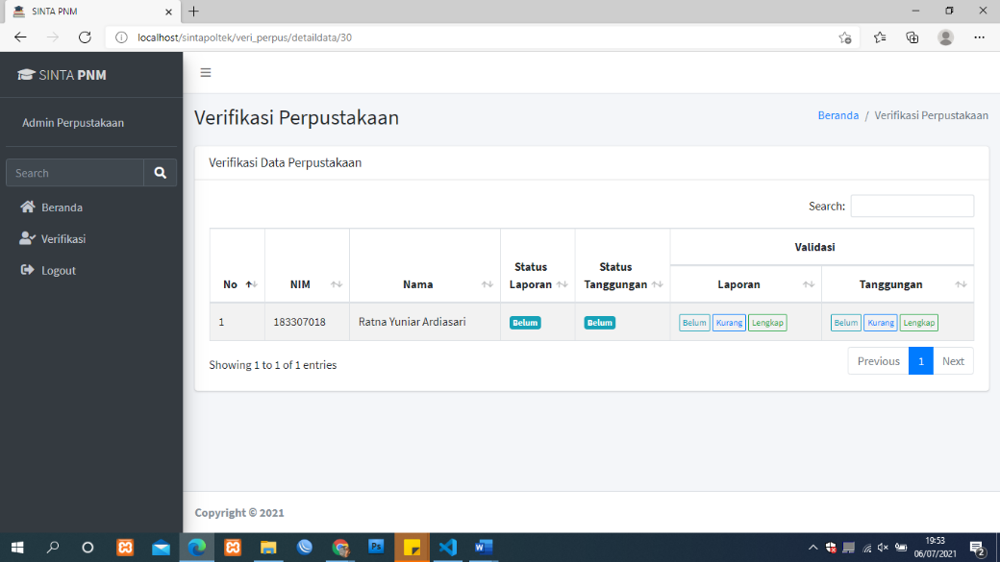 SINTA PNM
localhost/sintapoltek/veri_perpus/detaildata/30
SINTA PNM
Admin Perpustakaan
Search
Beranda
Verifikasi
Logout
Verifikasi Perpustakaan
Beranda / Verifikasi Perpustakaan
Verifikasi Data Perpustakaan
Search:
Validasi
No NIM Nama Status Laporan Status Tanggungan Laporan Tanggungan
1 183307018 Ratna Yuniar Ardiasari Belum Belum Belum Kurang Lengkap Belum Kurang Lengkap
Showing 1 to 1 of 1 entries
Previous 1 Next
Copyright © 2021
Ps
W
19:53
06/07/2021
2